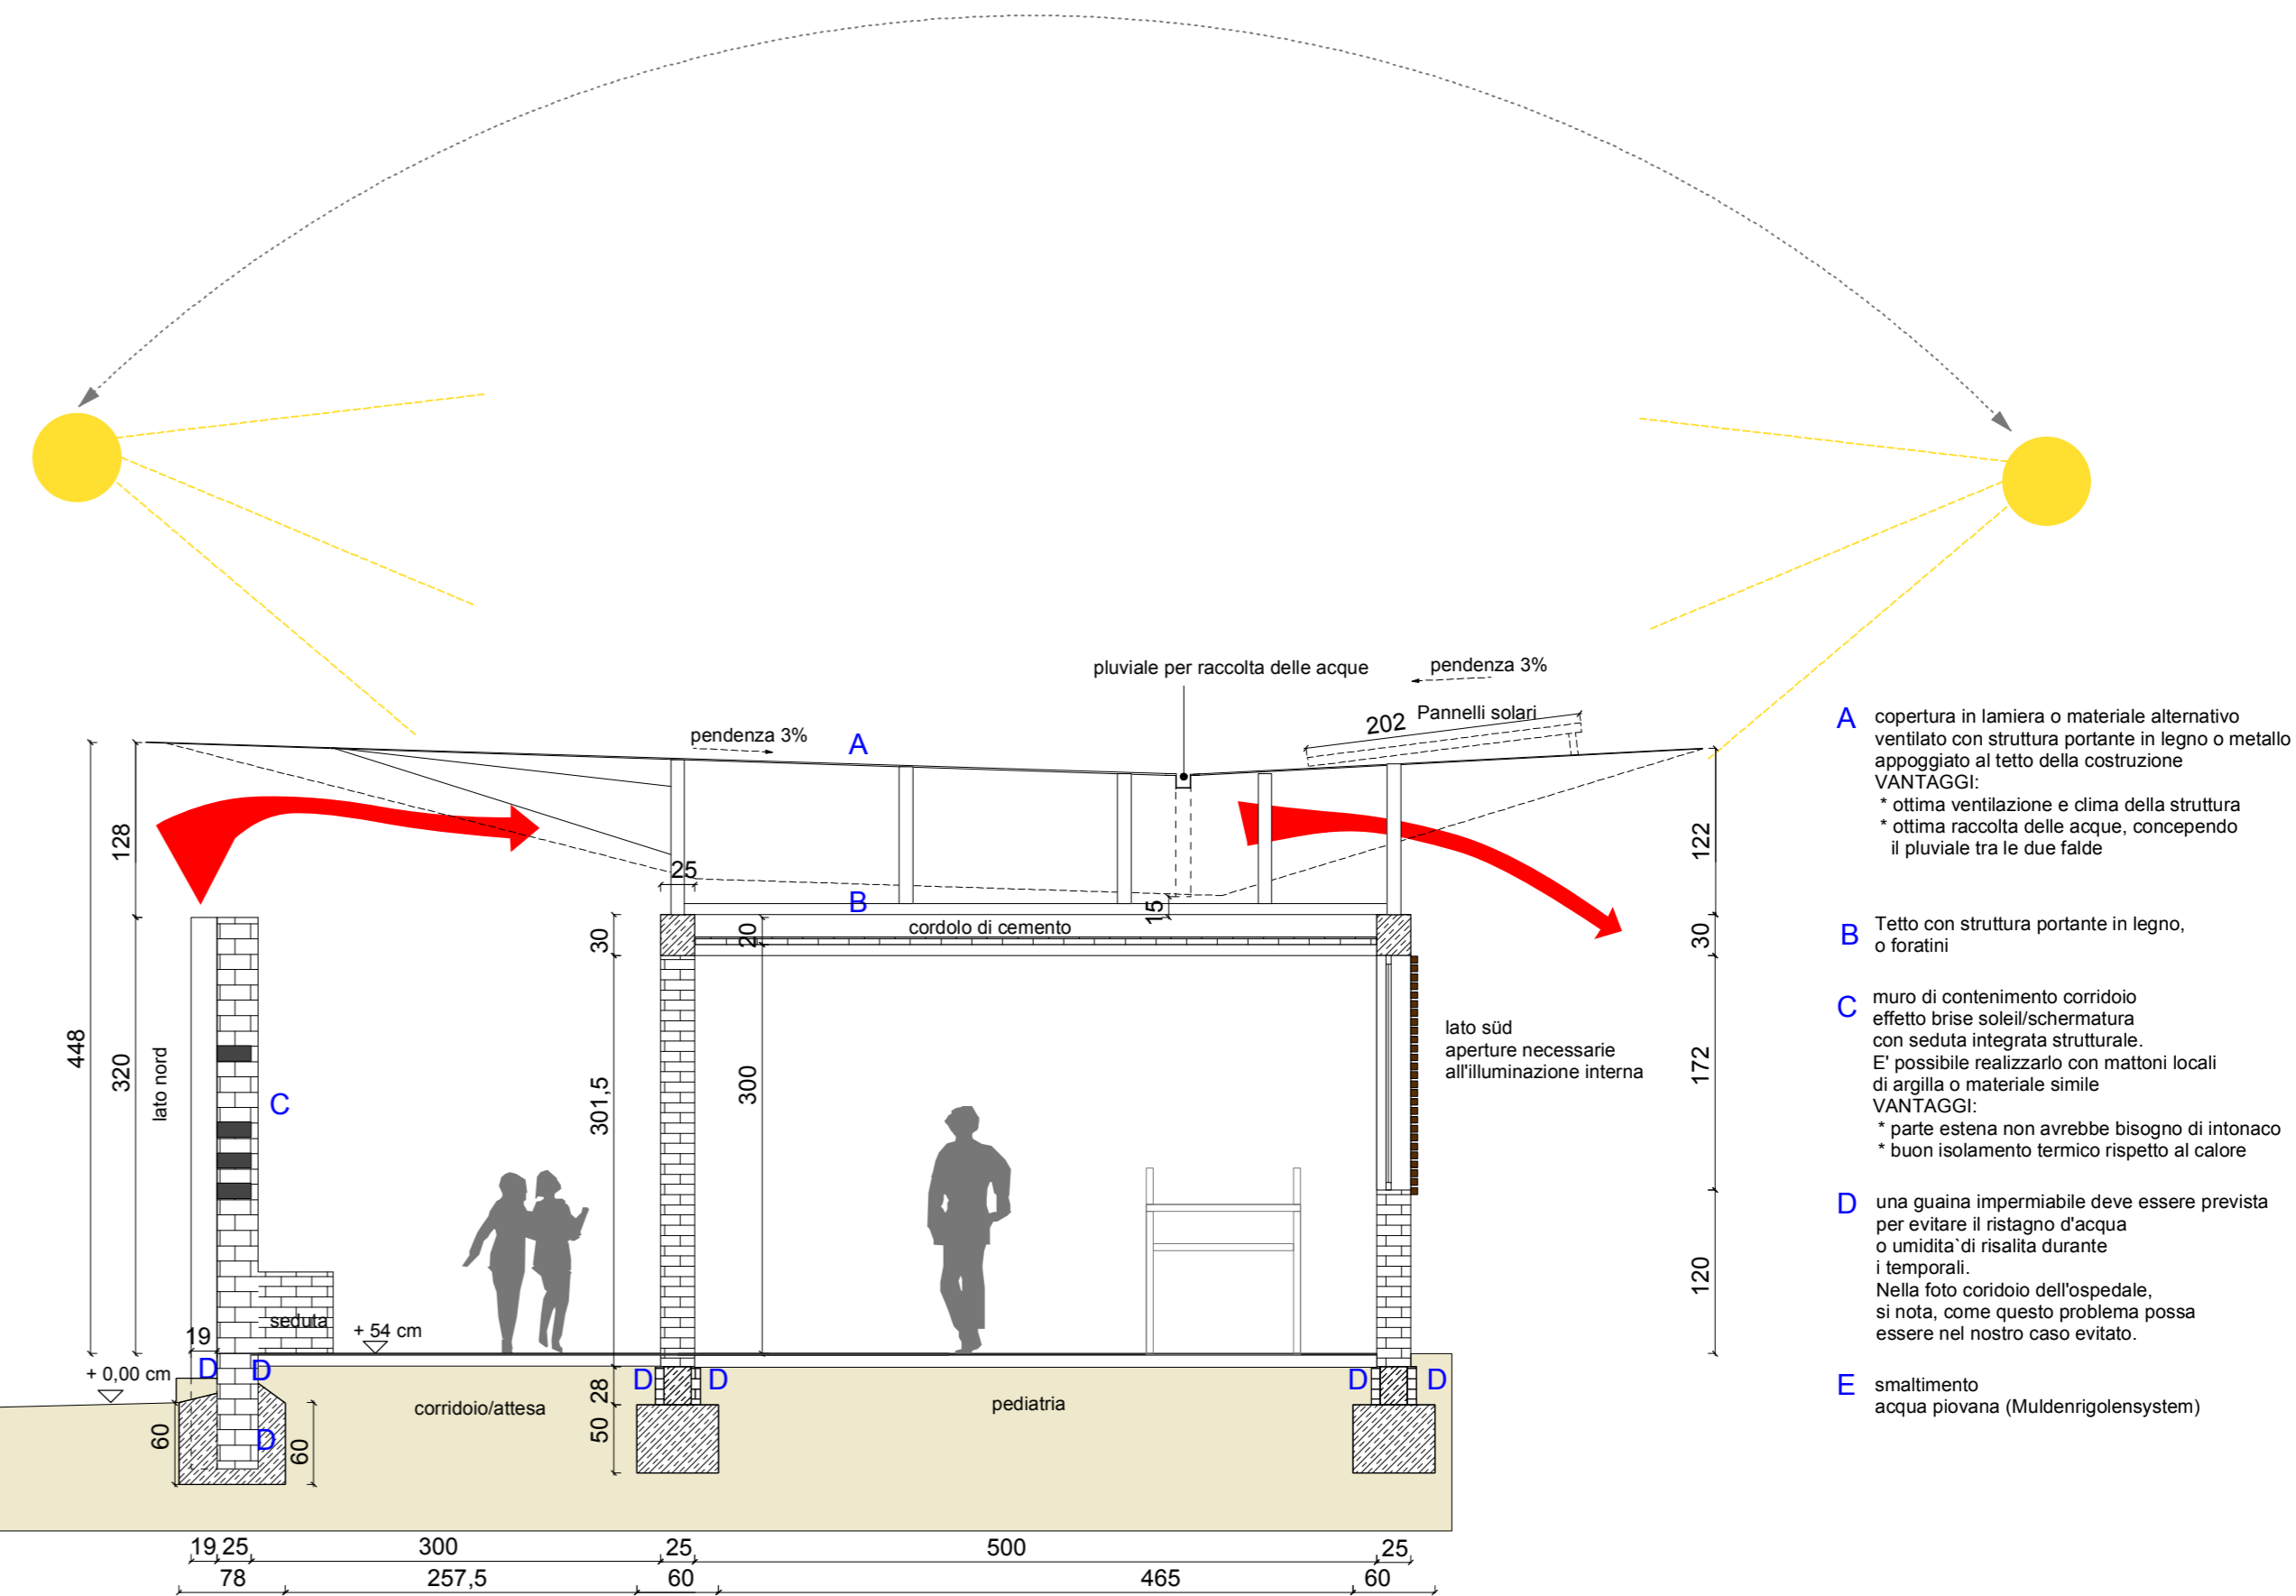 pluviale per raccolta delle acque
pendenza 3%
202
Pannelli solari
pendenza 3%
A
128
448
320
lato nord
25
B
15
30
20
cordolo di cemento
122
30
C
301,5
300
lato süd
aperture necessarie
all'illuminazione interna
172
120
seduta
19
+ 54 cm
+ 0,00 cm
D
D
D
D
D
D
D
28
50
60
60
corridoio/attesa
pediatria
19
25
300
25
500
25
78
257,5
60
465
60
A
copertura in lamiera o materiale alternativo
ventilato con struttura portante in legno o metallo
appoggiato al tetto della costruzione
VANTAGGI:
* ottima ventilazione e clima della struttura
* ottima raccolta delle acque, concependo
il pluviale tra le due falde
B
Tetto con struttura portante in legno,
o foratini
C
muro di contenimento corridoio
effetto brise soleil/schermatura
con seduta integrata strutturale.
E' possibile realizzarlo con mattoni locali
di argilla o materiale simile
VANTAGGI:
* parte estena non avrebbe bisogno di intonaco
* buon isolamento termico rispetto al calore
D
una guaina impermiabile deve essere prevista
per evitare il ristagno d'acqua
o umidita`di risalita durante
i temporali.
Nella foto coridoio dell'ospedale,
si nota, come questo problema possa
essere nel nostro caso evitato.
E
smaltimento
acqua piovana (Muldenrigolensystem)